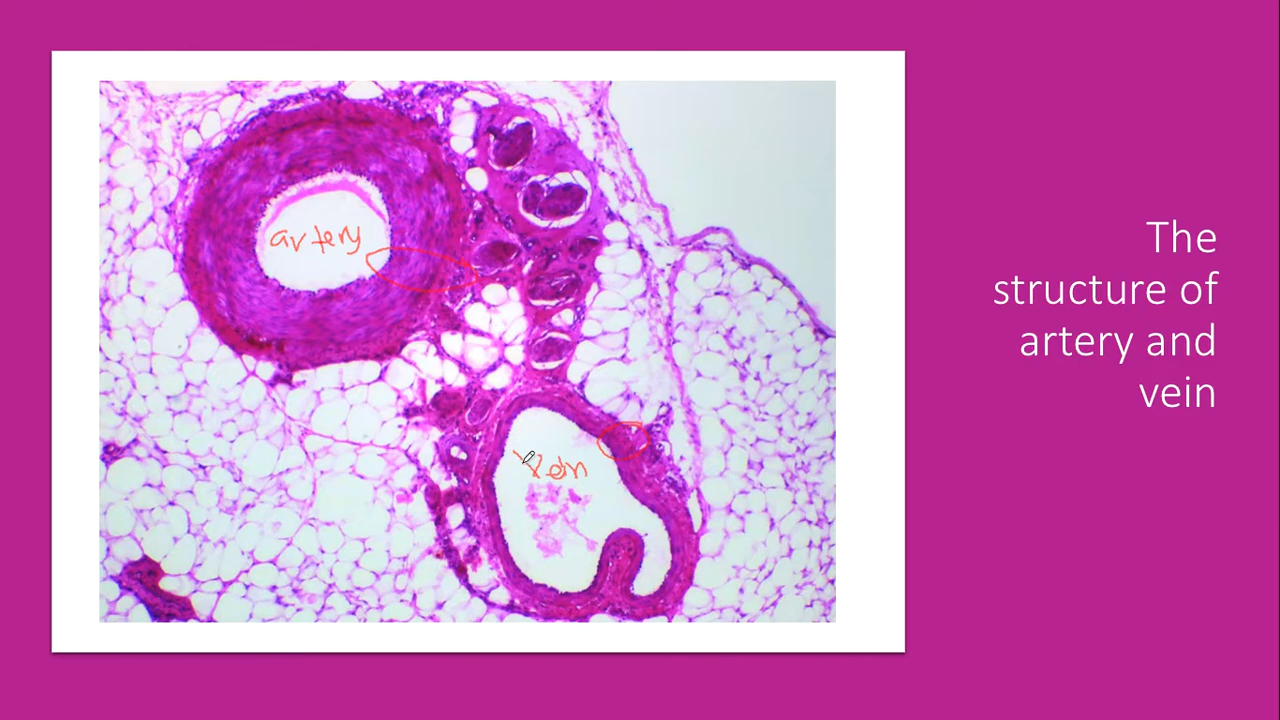 artery
Vein
The
structure of
artery and
vein